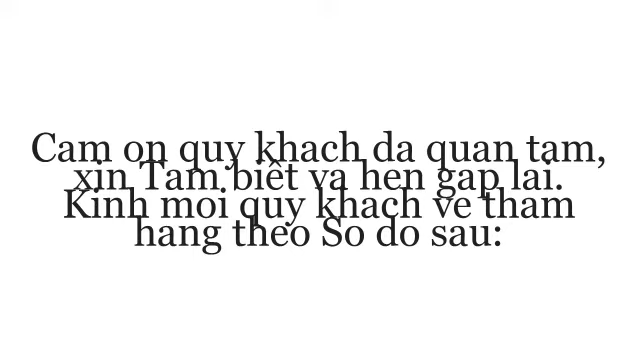 Cam on quy khach da quan tam,
xin Tam biêt va hen gap lai.
Kinh moi quy khach ve tham
hang theo So do sau: